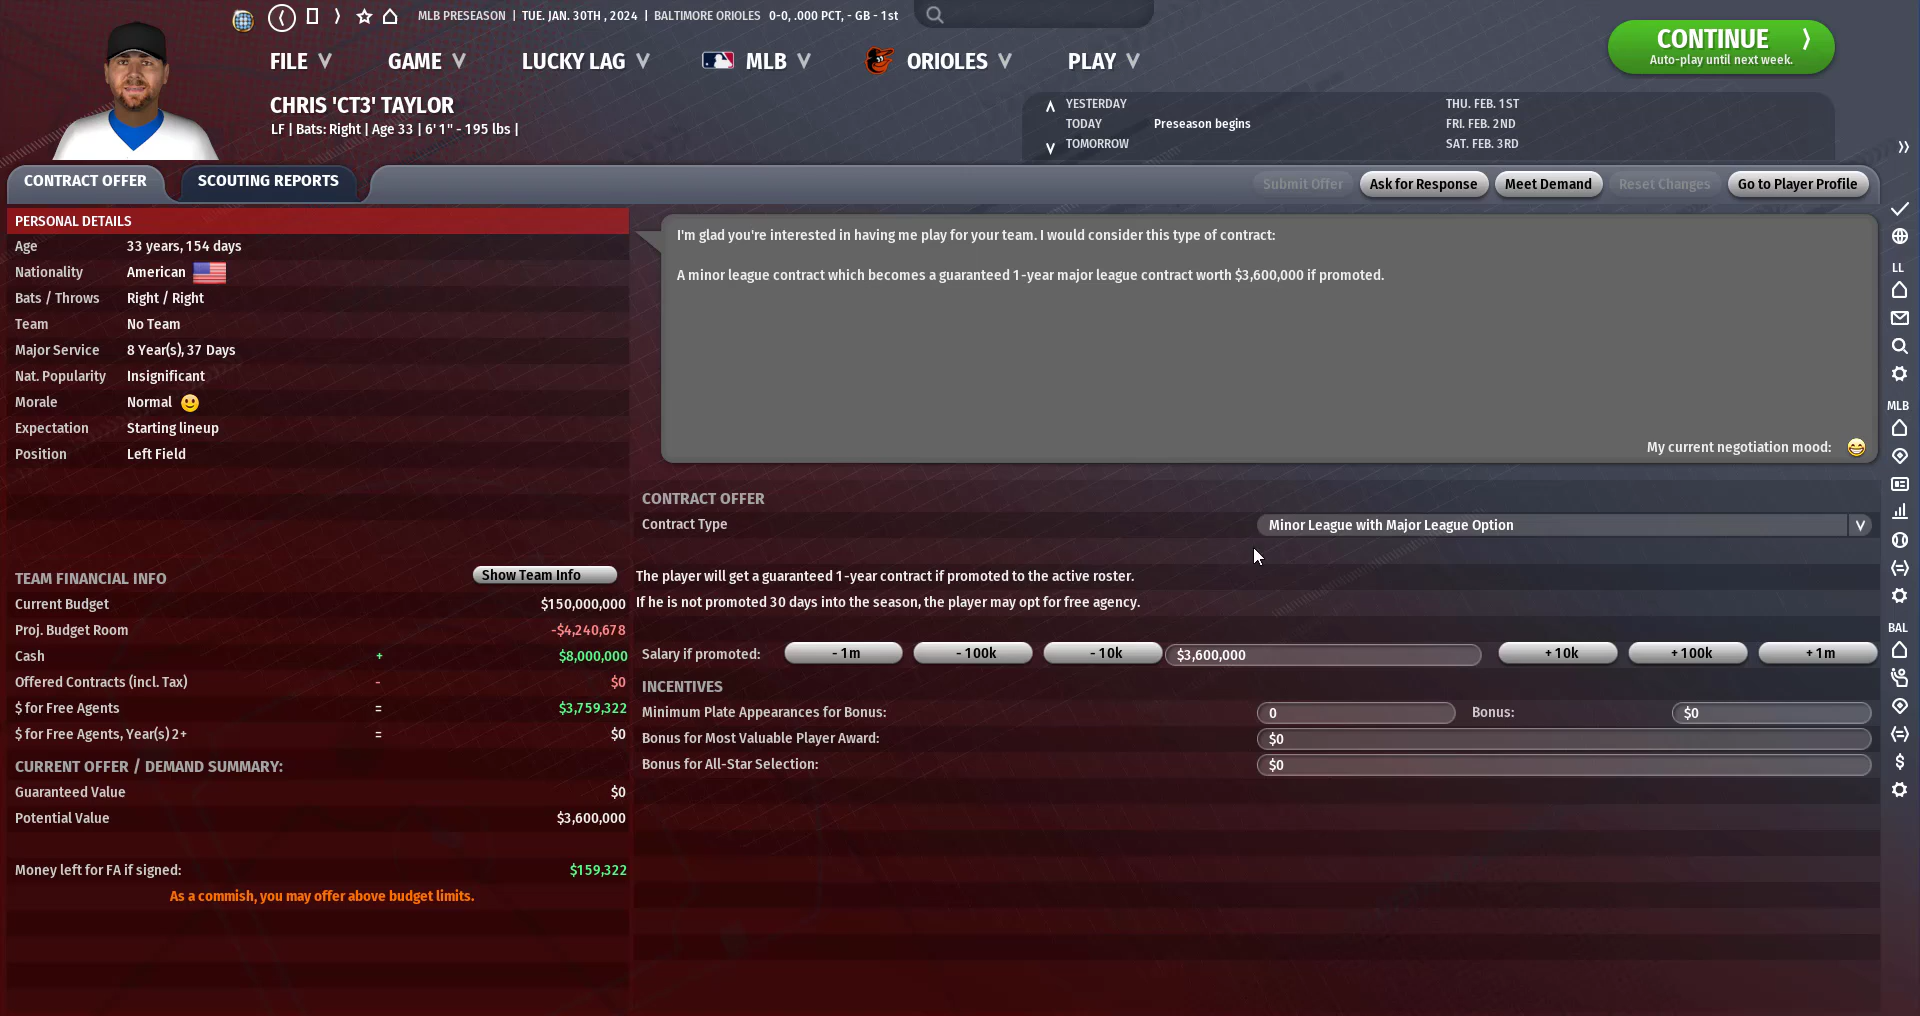 MLB PRESEASON | TUE. JAN. 30TH , 2024 | BALTIMORE ORIOLES 0-0, .000 PCT, - GB - 1st
FILE GAME LUCKY LAG MLB ORIOLES PLAY
CONTINUE
Auto-play until next week.
CHRIS 'CT3' TAYLOR
LF | Bats: Right | Age 33 | 6' 1" - 195 lbs |
YESTERDAY THU. FEB. 1ST
TODAY Preseason begins FRI. FEB. 2ND
TOMORROW SAT. FEB. 3RD
CONTRACT OFFER SCOUTING REPORTS Submit Offer Ask for Response Meet Demand Reset Changes Go to Player Profile
PERSONAL DETAILS
Age 33 years, 154 days
Nationality American
Bats / Throws Right / Right
Team No Team
Major Service 8 Year(s), 37 Days
Nat. Popularity Insignificant
Morale Normal
Expectation Starting lineup
Position Left Field
I'm glad you're interested in having me play for your team. I would consider this type of contract:
A minor league contract which becomes a guaranteed 1-year major league contract worth $3,600,000 if promoted.
My current negotiation mood:
TEAM FINANCIAL INFO Show Team Info
Current Budget $150,000,000
Proj. Budget Room -$4,240,678
Cash + $8,000,000
Offered Contracts (incl. Tax) - $0
$ for Free Agents = $3,759,322
$ for Free Agents, Year(s) 2+ = $0
CURRENT OFFER / DEMAND SUMMARY:
Guaranteed Value $0
Potential Value $3,600,000
Money left for FA if signed: $159,322
As a commish, you may offer above budget limits.
CONTRACT OFFER
Contract Type Minor League with Major League Option
The player will get a guaranteed 1-year contract if promoted to the active roster.
If he is not promoted 30 days into the season, the player may opt for free agency.
Salary if promoted: - 1m - 100k - 10k $3,600,000 + 10k + 100k + 1m
INCENTIVES
Minimum Plate Appearances for Bonus: 0 Bonus: $0
Bonus for Most Valuable Player Award: $0
Bonus for All-Star Selection: $0
LL
MLB
BAL